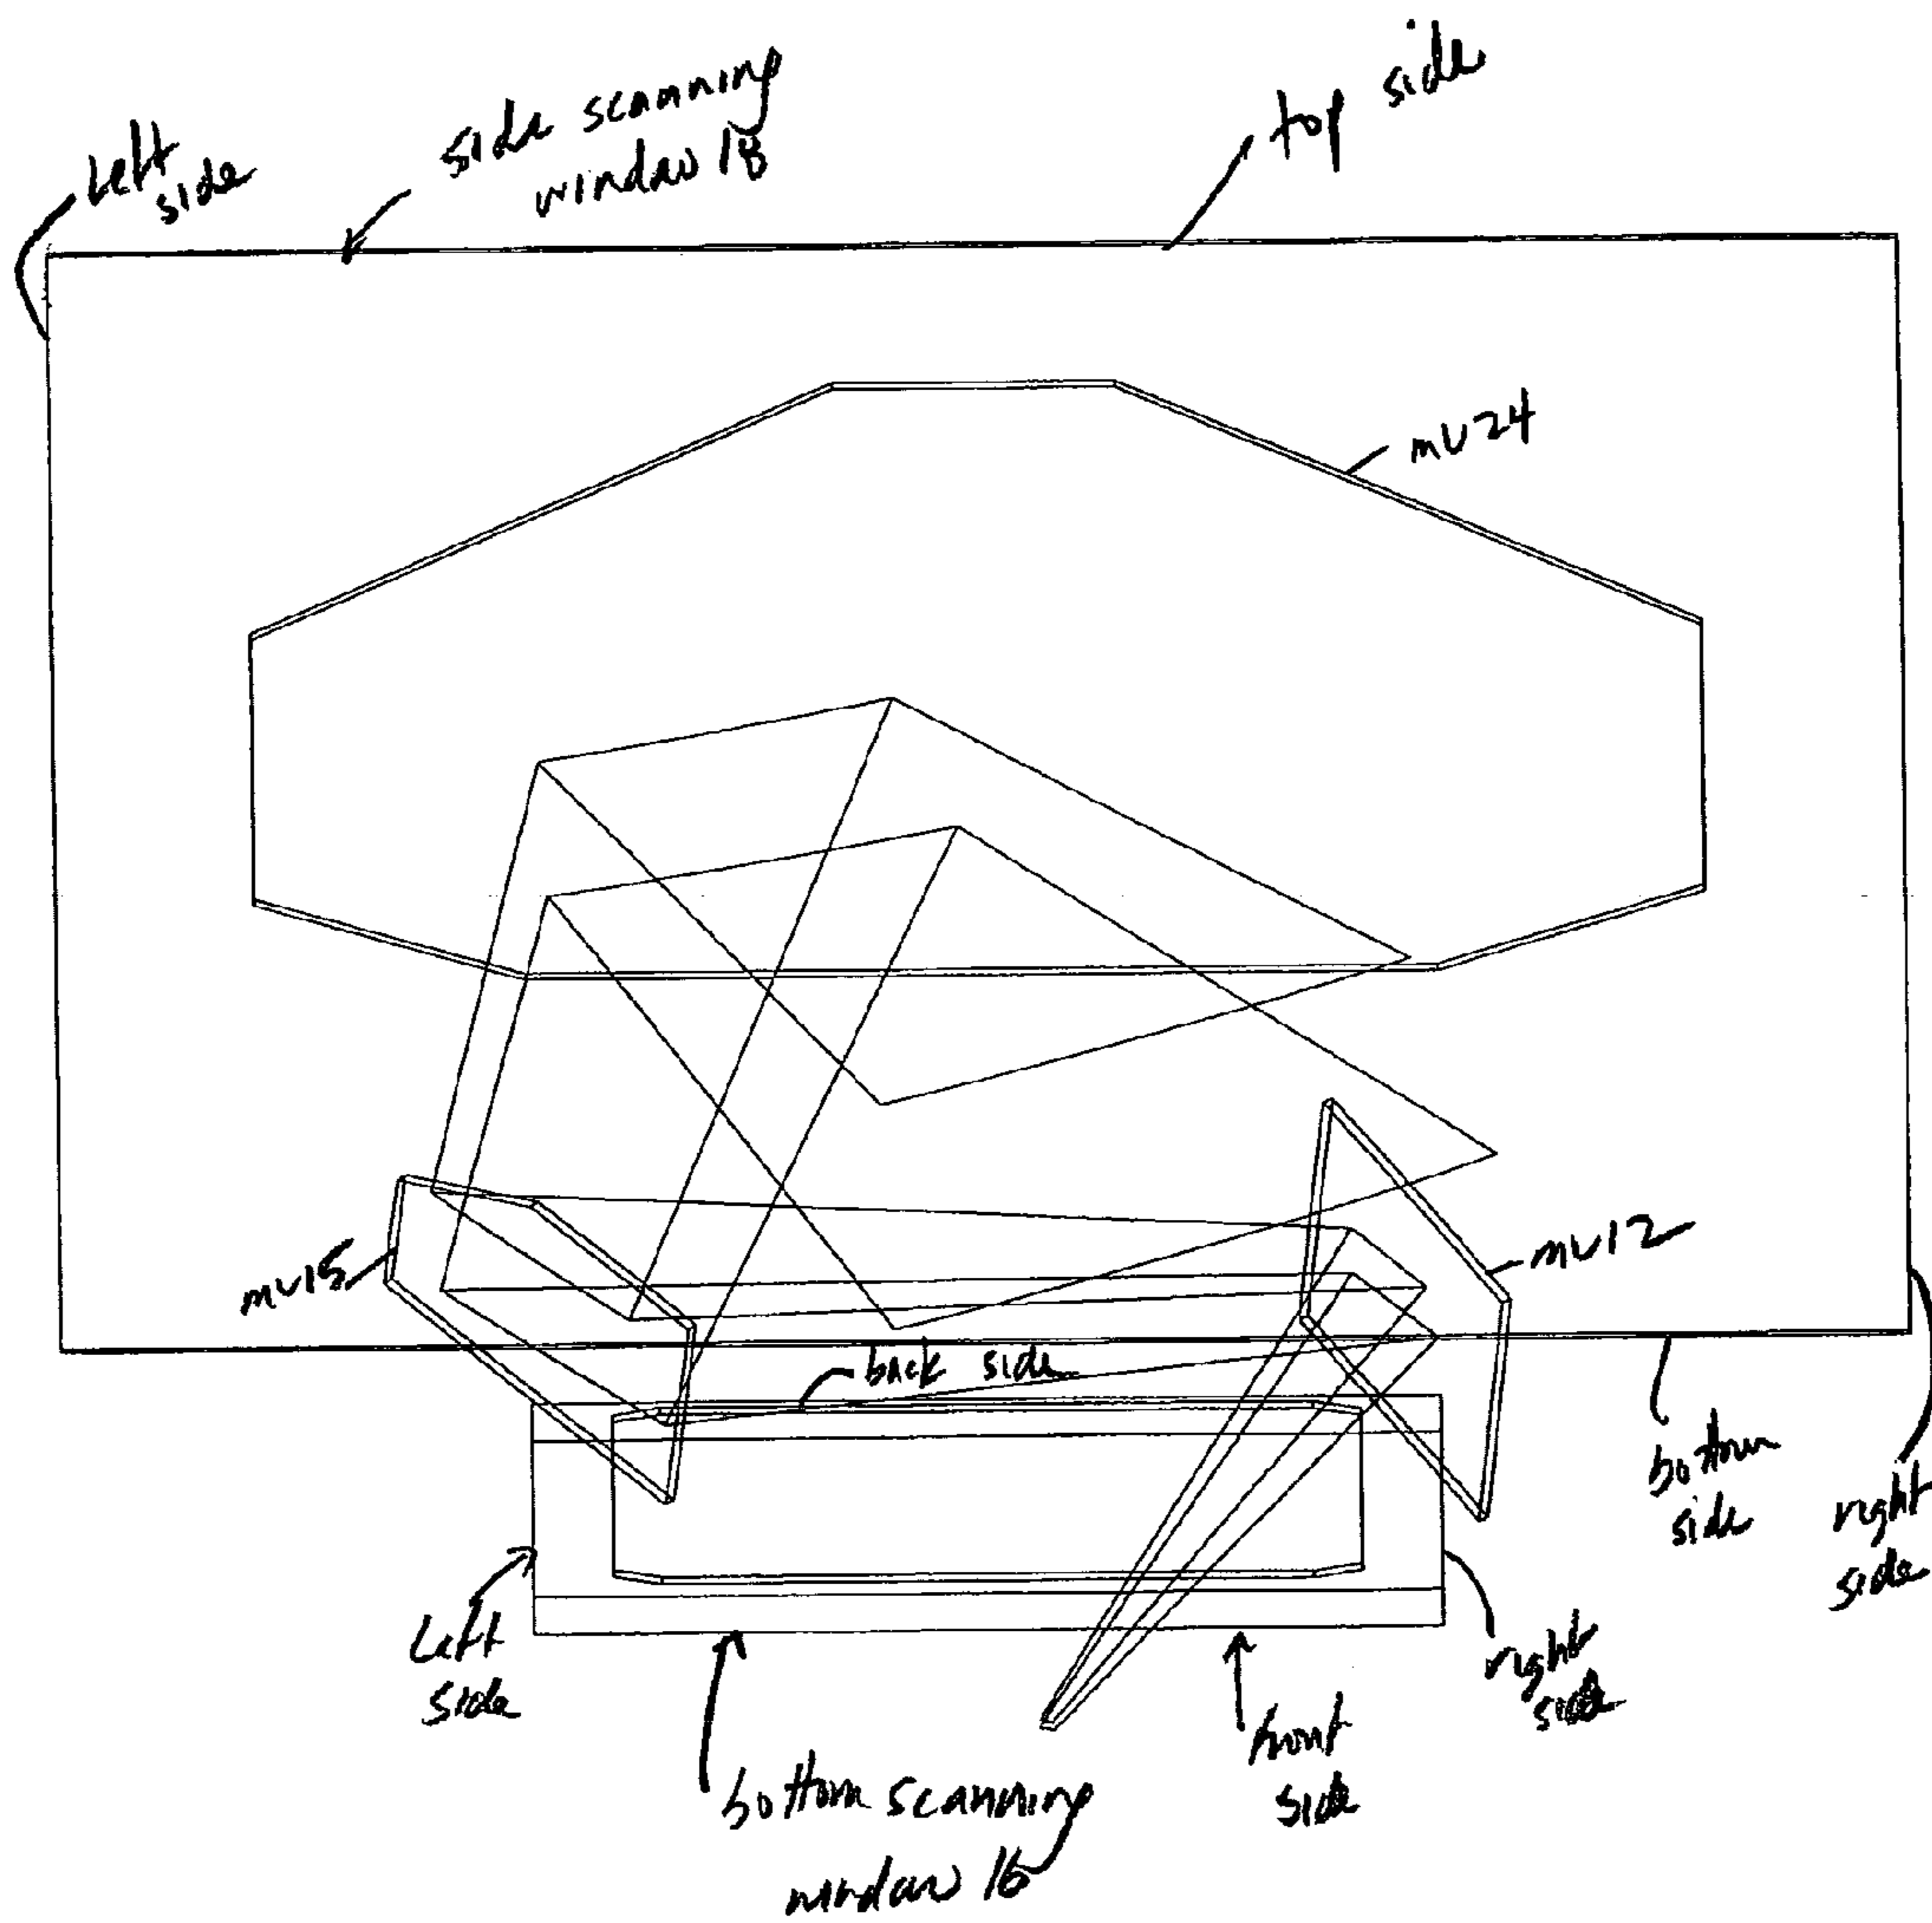 top side
side scanning
window 18
left
side
mv24
mv15
mv12
back side
bottom
side
right
side
left
side
right
side
front
side
bottom scanning
window 16